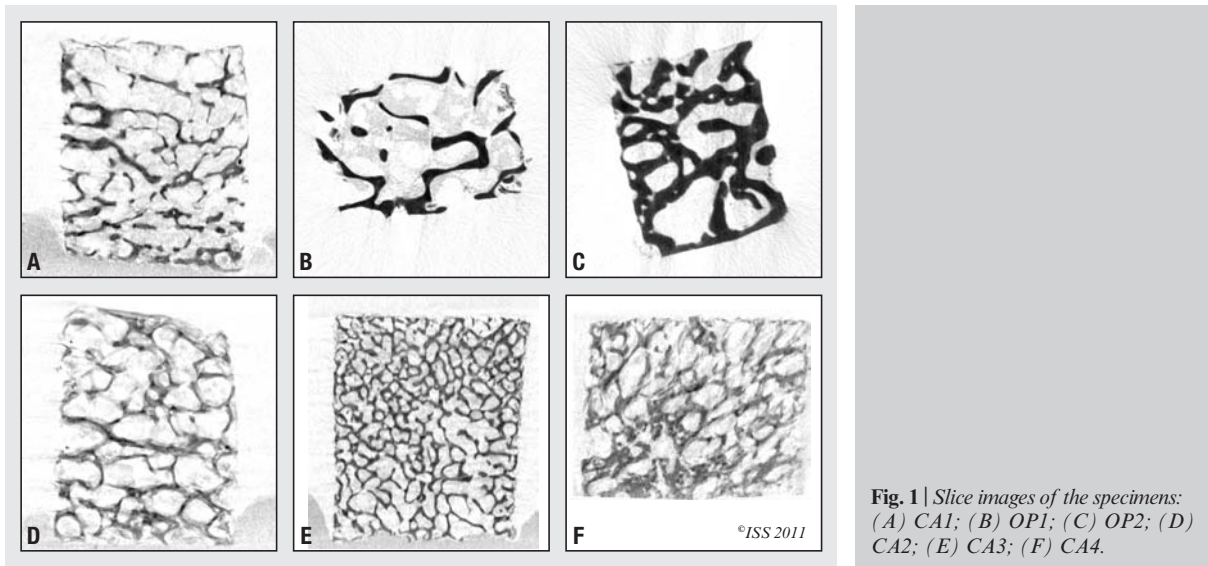 A
B
C
D
E
F
©ISS 2011
Fig. 1 | Slice images of the specimens:
(A) CA1; (B) OP1; (C) OP2; (D)
CA2; (E) CA3; (F) CA4.